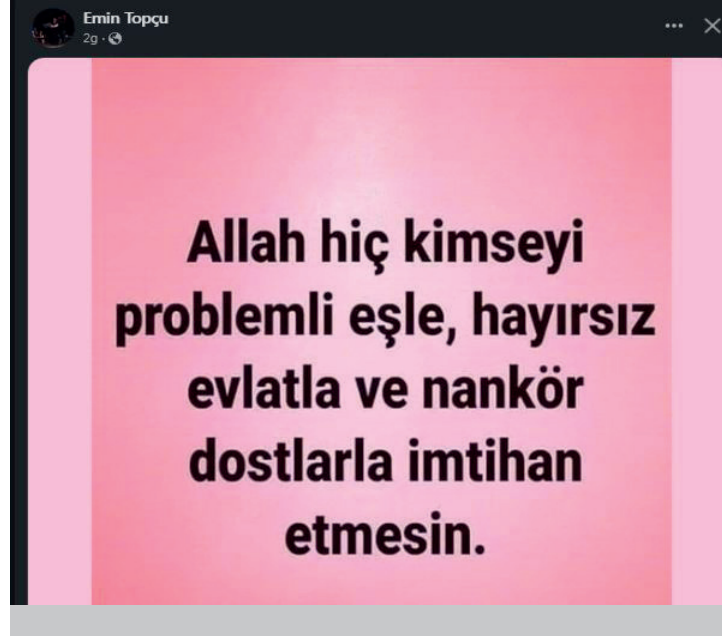 Emin Topçu
2g
Allah hiç kimseyi
problemli eşle, hayırsız
evlatla ve nankör
dostlarla imtihan
etmesin.